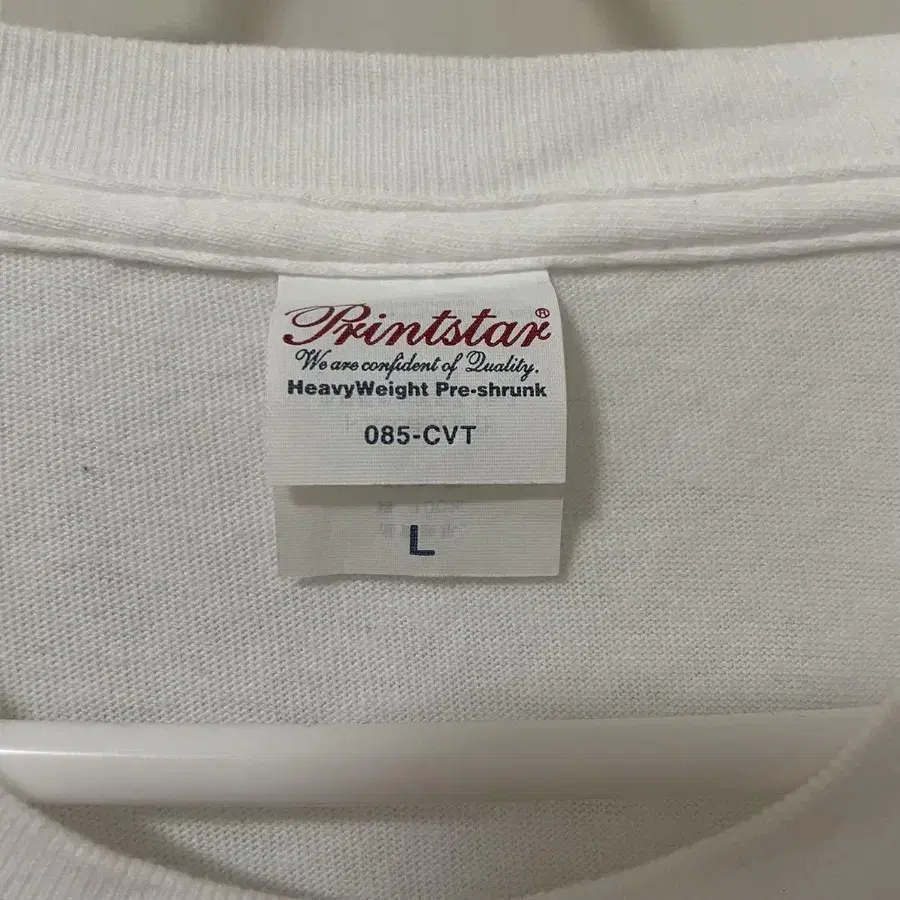 Printstar®
We are confident of Quality.
HeavyWeight Pre-shrunk
085-CVT
L